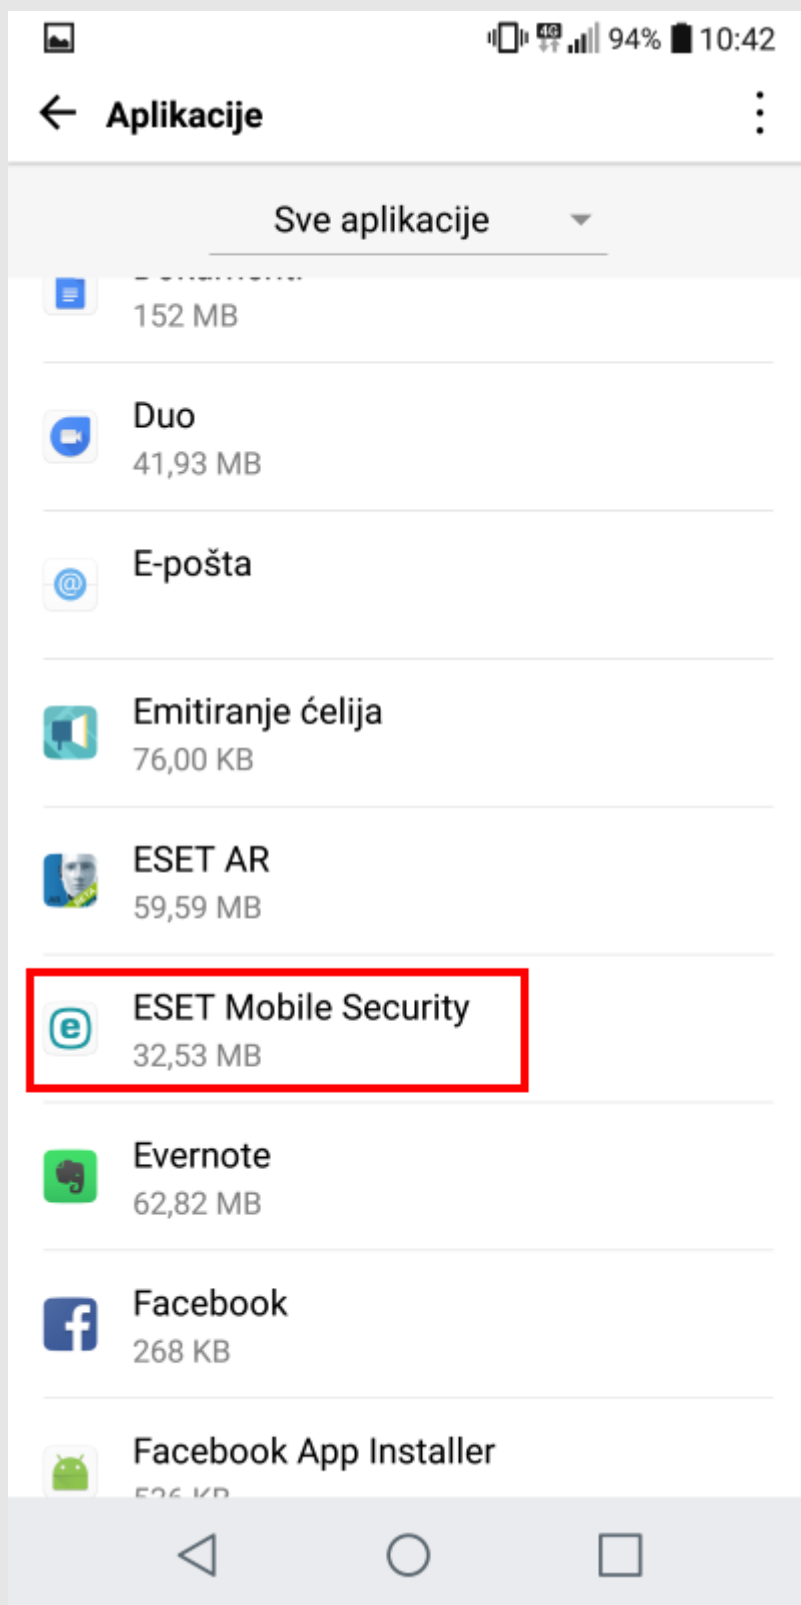 4G 94% 10:42
Aplikacije
Sve aplikacije
152 MB
Duo
41,93 MB
E-pošta
Emitiranje ćelija
76,00 KB
ESET AR
59,59 MB
ESET Mobile Security
32,53 MB
Evernote
62,82 MB
Facebook
268 KB
Facebook App Installer